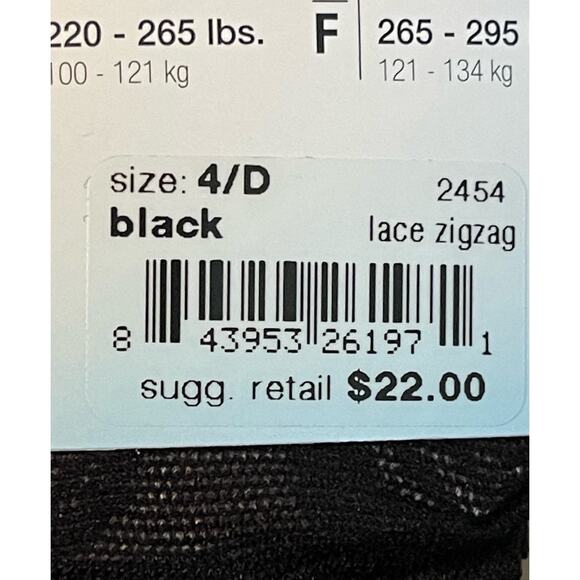 220 - 265 lbs.
100 - 121 kg
F
265 - 295
121 - 134 kg
size: 4/D
2454
black
lace zigzag
8 43953 26197 1
sugg. retail $22.00